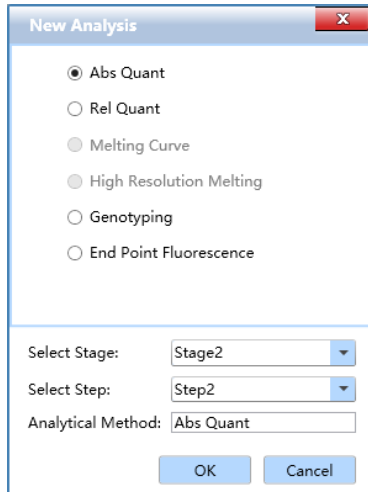 New Analysis
x
Abs Quant
Rel Quant
Melting Curve
High Resolution Melting
Genotyping
End Point Fluorescence
Select Stage: Stage2
Select Step: Step2
Analytical Method: Abs Quant
OK Cancel